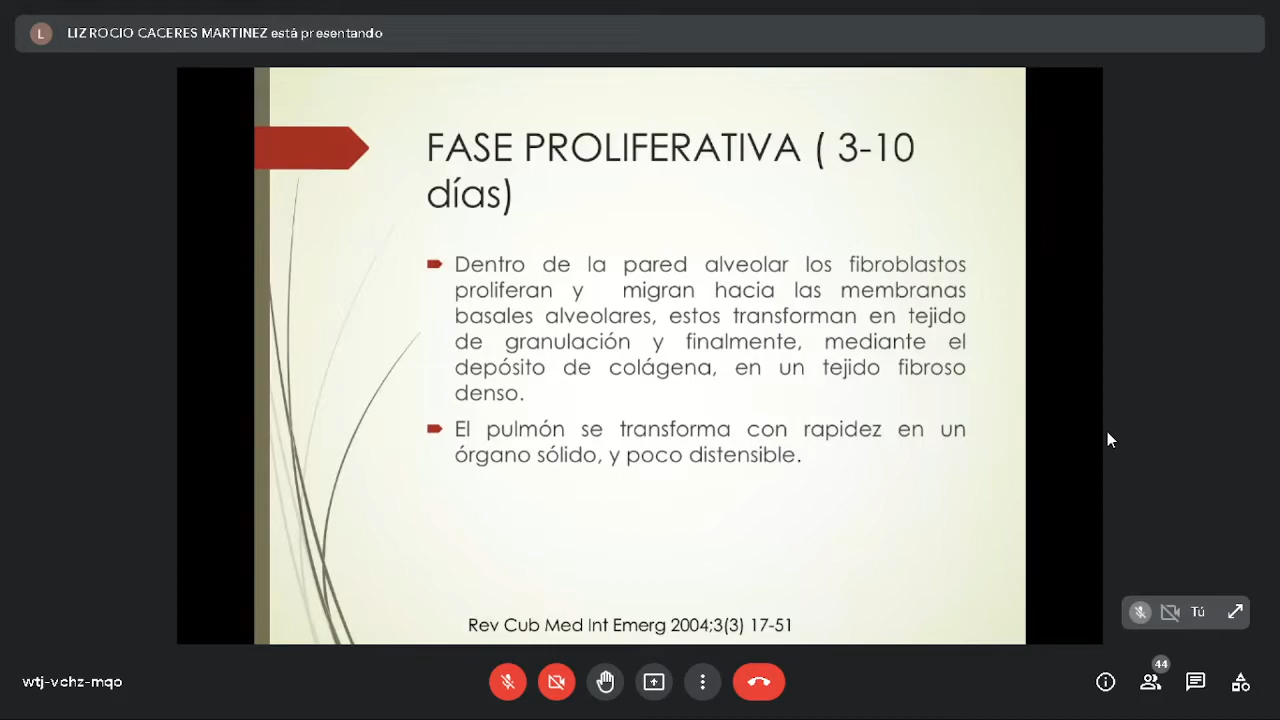 L
LIZ ROCIO CACERES MARTINEZ está presentando
FASE PROLIFERATIVA ( 3-10
días)
Dentro de la pared alveolar los fibroblastos
proliferan y migran hacia las membranas
basales alveolares, estos transforman en tejido
de granulación y finalmente, mediante el
depósito de colágena, en un tejido fibroso
denso.
El pulmón se transforma con rapidez en un
órgano sólido, y poco distensible.
Rev Cub Med Int Emerg 2004;3(3) 17-51
Tú
wtj-vchz-mqo
44